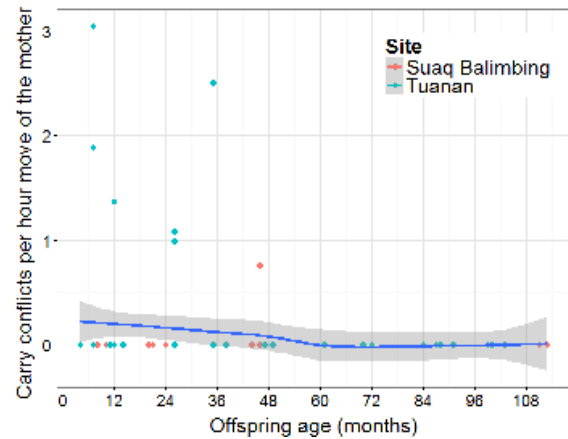 Carry conflicts per hour move of the mother
3
2
1
0
Site
Suaq Balimbing
Tuanan
0 12 24 36 48 60 72 84 96 108
Offspring age (months)